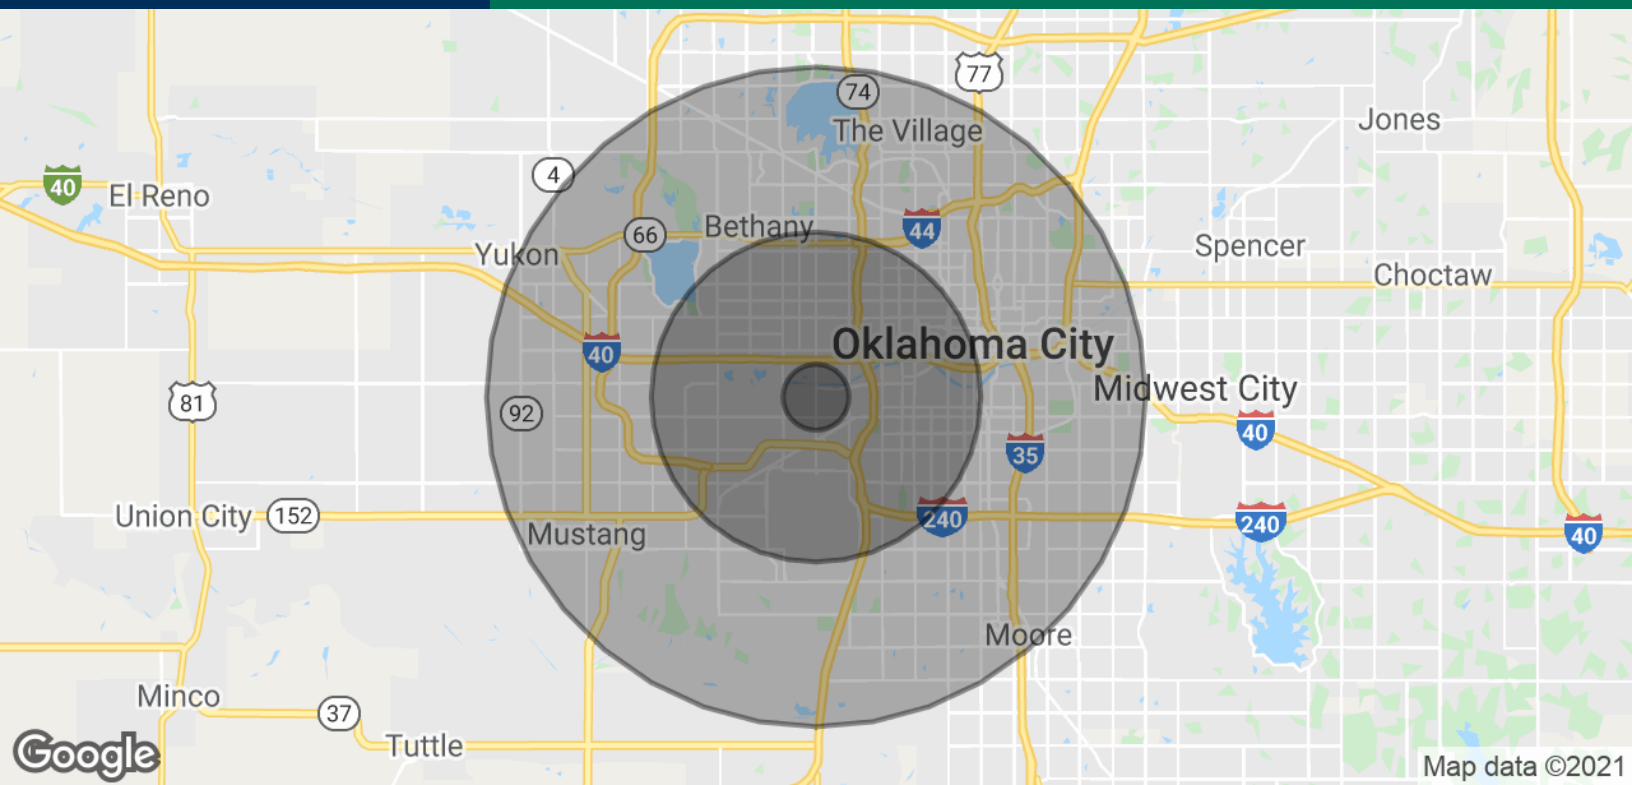 77
74
The Village
Jones
4
40
El Reno
66
Bethany
44
Yukon
Spencer
Choctaw
Oklahoma City
40
Midwest City
81
92
40
35
Union City
152
Mustang
240
240
40
Moore
Minco
37
Tuttle
Google
Map data ©2021